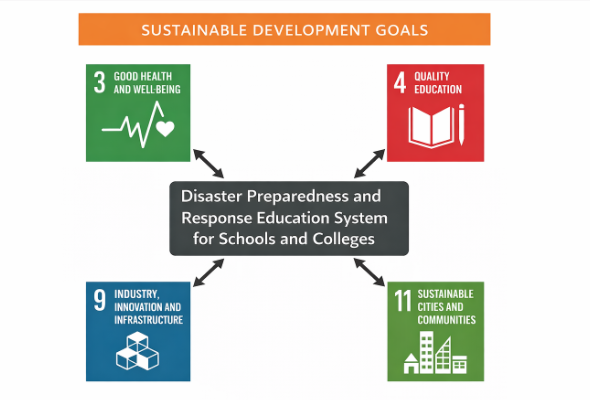 SUSTAINABLE DEVELOPMENT GOALS
3 GOOD HEALTH
AND WELL-BEING
4 QUALITY
EDUCATION
Disaster Preparedness and
Response Education System
for Schools and Colleges
9 INDUSTRY,
INNOVATION AND
INFRASTRUCTURE
11 SUSTAINABLE
CITIES AND
COMMUNITIES